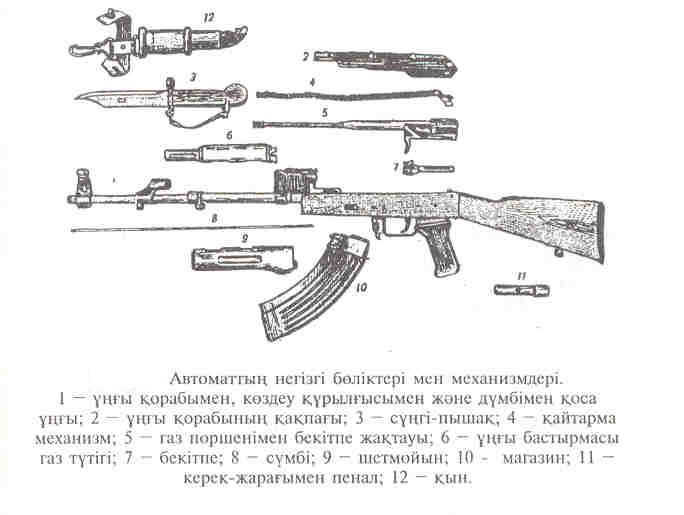 12
2
3
4
5
6
7
8
9
10
11
Автоматтың негізгі бөліктері мен механизмдері.
1 – ұңғы қорабымен, көздеу құрылғысымен және дүмбімен қоса
ұңғы; 2 – ұңғы қорабының қақпағы; 3 – сүңгі-пышақ; 4 – қайтарма
механизм; 5 – газ поршенімен бекітпе жақтауы; 6 – ұңғы бастырмасы
газ түтігі; 7 – бекітпе; 8 – сүмбі; 9 – шетмойын; 10 - магазин; 11 –
керек-жарағымен пенал; 12 – қын.